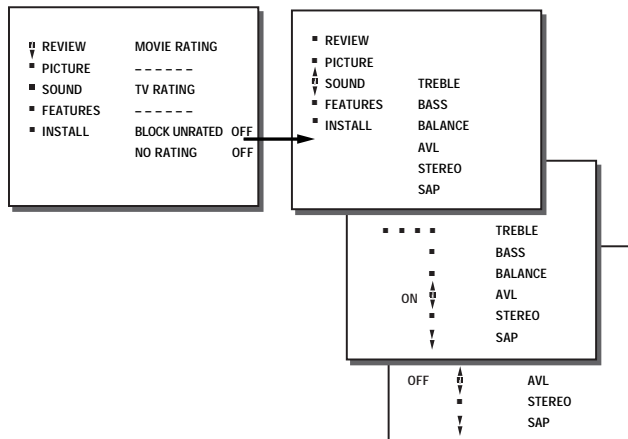 REVIEW MOVIE RATING
PICTURE – – – – – –
SOUND TV RATING
FEATURES – – – – – –
INSTALL BLOCK UNRATED OFF
NO RATING OFF
REVIEW
PICTURE
SOUND TREBLE
FEATURES BASS
INSTALL BALANCE
AVL
STEREO
SAP
TREBLE
BASS
BALANCE
ON AVL
STEREO
SAP
OFF AVL
STEREO
SAP